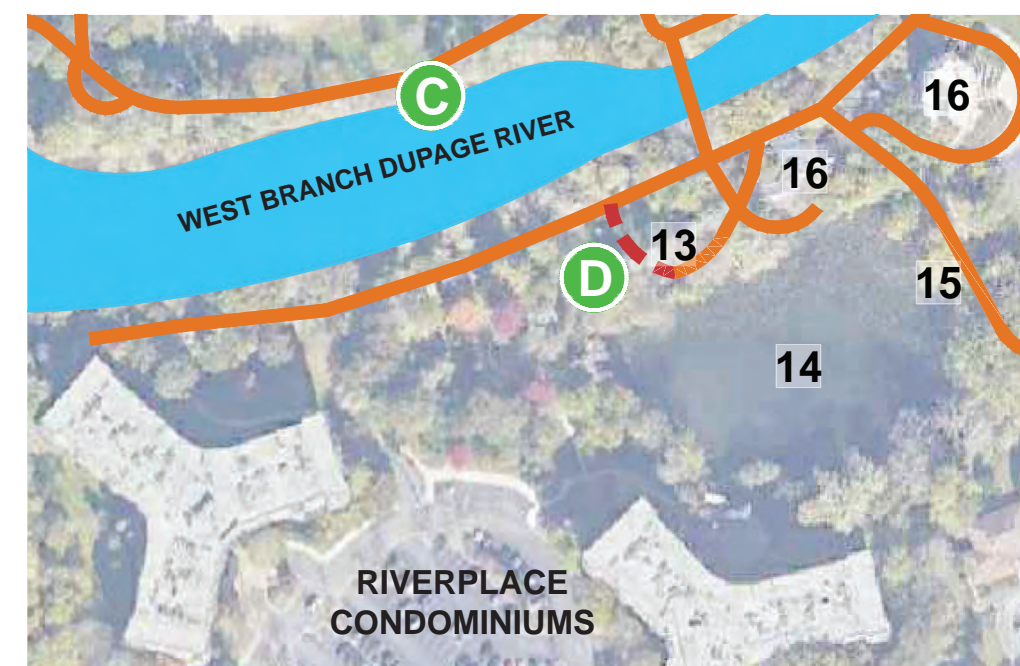 C
16
WEST BRANCH DUPAGE RIVER
16
13
D
15
14
RIVERPLACE
CONDOMINIUMS